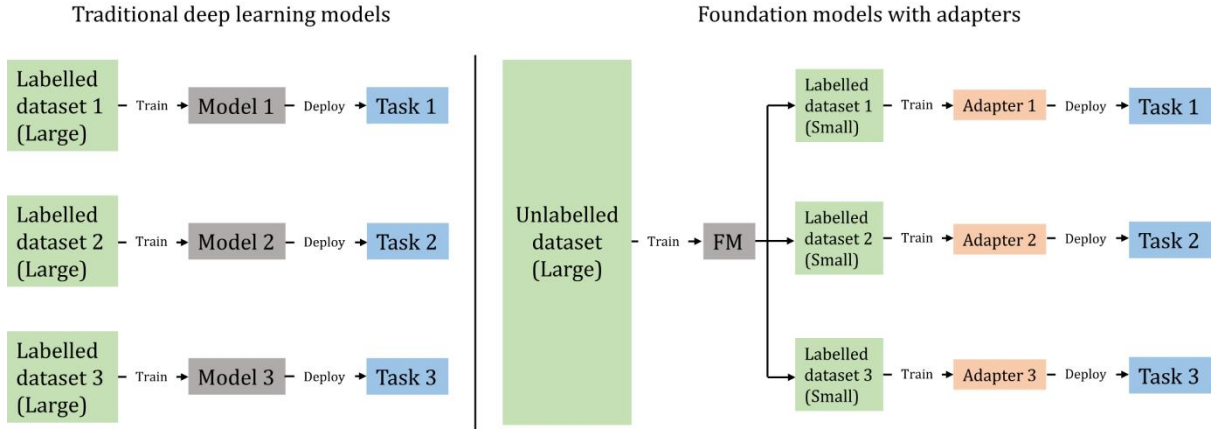 Traditional deep learning models
Labelled
dataset 1
(Large)
Train
Model 1
Deploy
Task 1
Labelled
dataset 2
(Large)
Train
Model 2
Deploy
Task 2
Labelled
dataset 3
(Large)
Train
Model 3
Deploy
Task 3
Foundation models with adapters
Unlabelled
dataset
(Large)
Train
FM
Labelled
dataset 1
(Small)
Train
Adapter 1
Deploy
Task 1
Labelled
dataset 2
(Small)
Train
Adapter 2
Deploy
Task 2
Labelled
dataset 3
(Small)
Train
Adapter 3
Deploy
Task 3